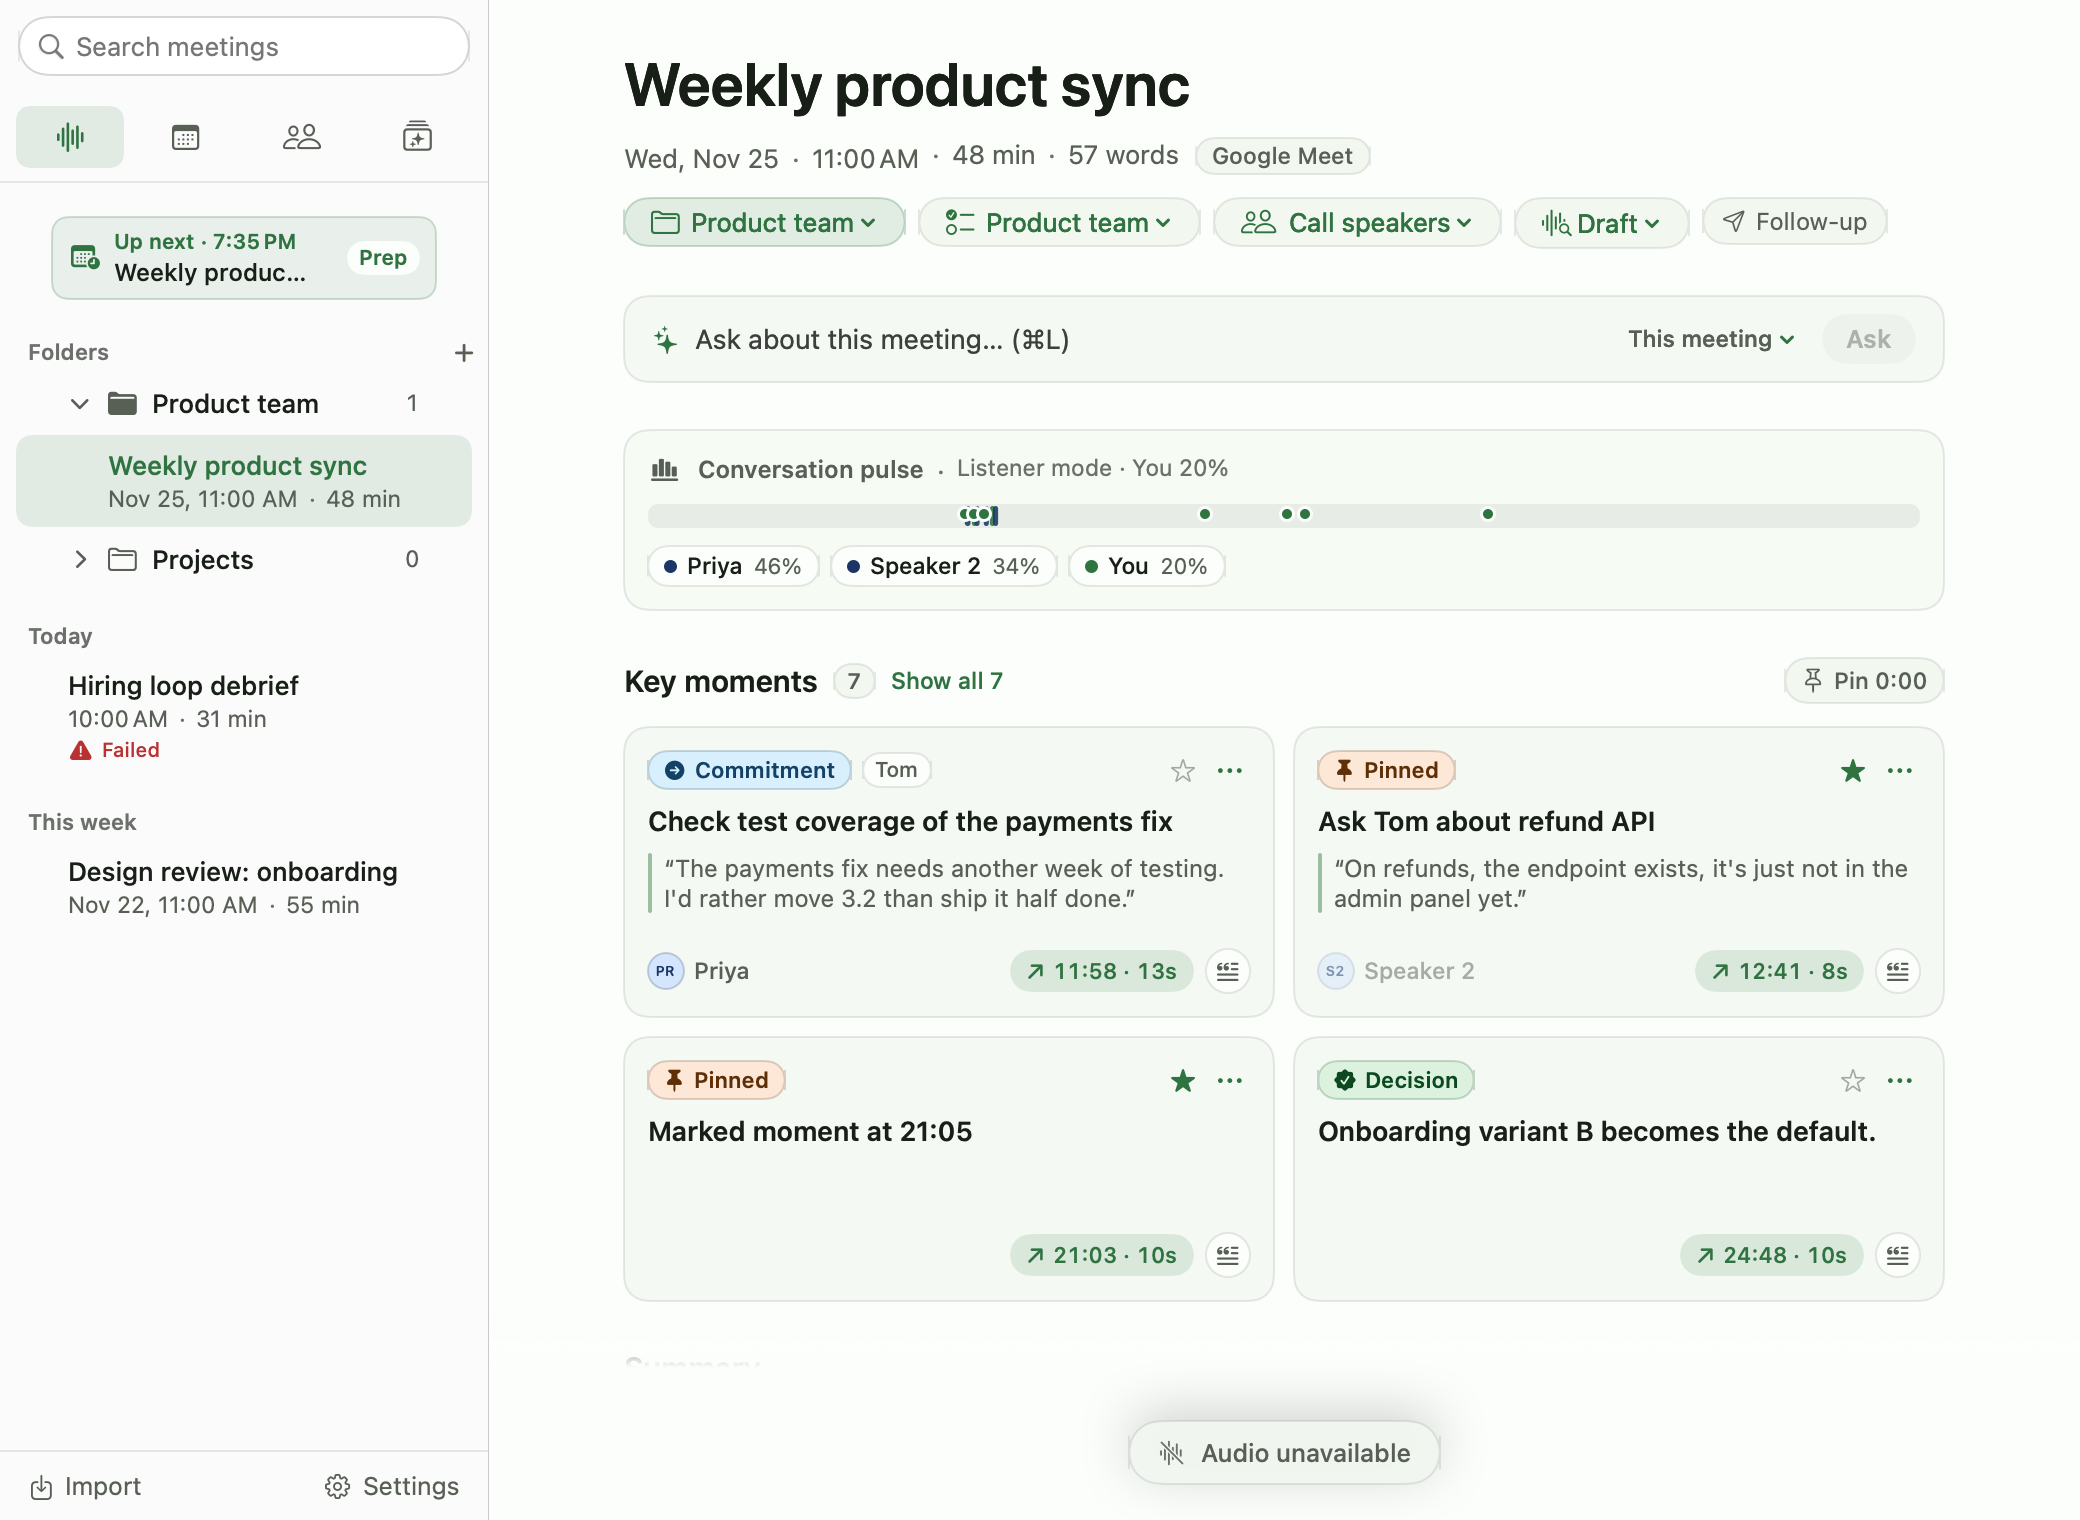 Search meetings
Up next · 7:35 PM
Weekly produc...
Prep
Folders
Product team 1
Weekly product sync
Nov 25, 11:00 AM · 48 min
Projects 0
Today
Hiring loop debrief
10:00 AM · 31 min
Failed
This week
Design review: onboarding
Nov 22, 11:00 AM · 55 min
Import
Settings
Weekly product sync
Wed, Nov 25 · 11:00 AM · 48 min · 57 words Google Meet
Product team Product team Call speakers Draft Follow-up
Ask about this meeting... (⌘L) This meeting Ask
Conversation pulse · Listener mode · You 20%
Priya 46% Speaker 2 34% You 20%
Key moments 7 Show all 7 Pin 0:00
Commitment Tom
Check test coverage of the payments fix
“The payments fix needs another week of testing.
I'd rather move 3.2 than ship it half done.”
PR Priya 11:58 · 13s
Pinned
Ask Tom about refund API
“On refunds, the endpoint exists, it's just not in the
admin panel yet.”
S2 Speaker 2 12:41 · 8s
Pinned
Marked moment at 21:05
21:03 · 10s
Decision
Onboarding variant B becomes the default.
24:48 · 10s
Summary
Audio unavailable